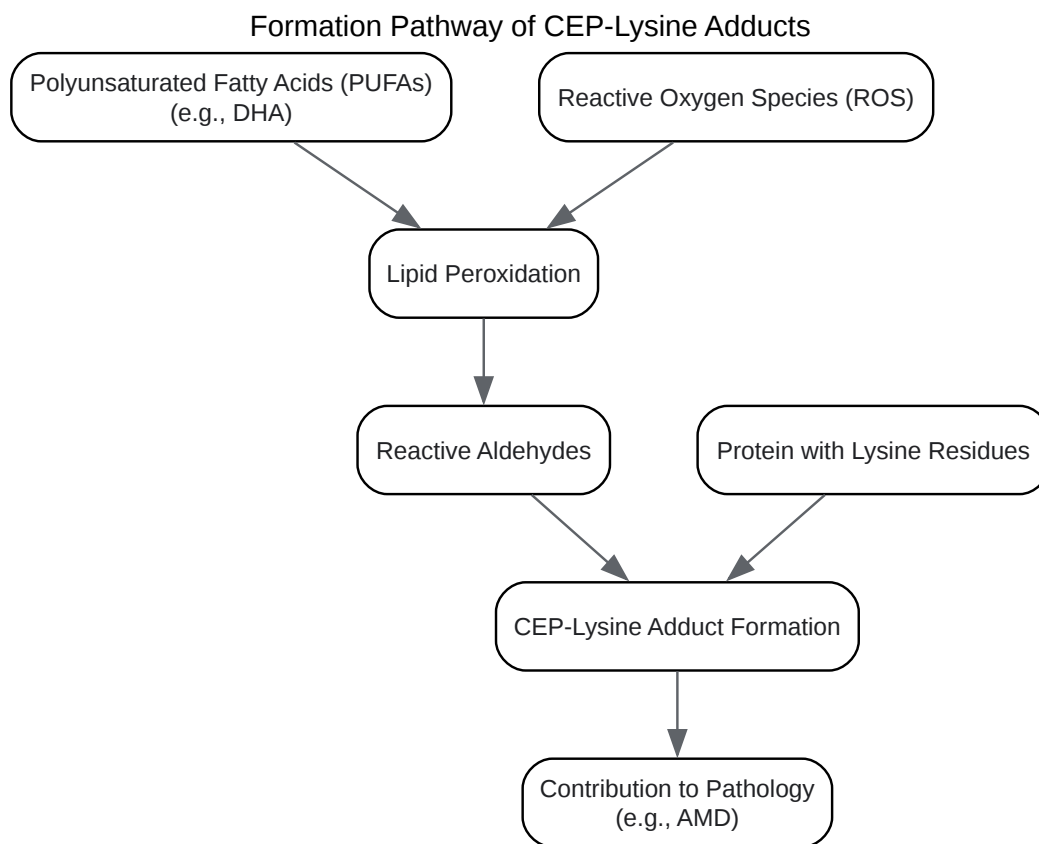 Formation Pathway of CEP-Lysine Adducts
Polyunsaturated Fatty Acids (PUFAs)
(e.g., DHA)
Reactive Oxygen Species (ROS)
Lipid Peroxidation
Reactive Aldehydes
Protein with Lysine Residues
CEP-Lysine Adduct Formation
Contribution to Pathology
(e.g., AMD)